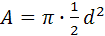 A = π · 1/2 d²